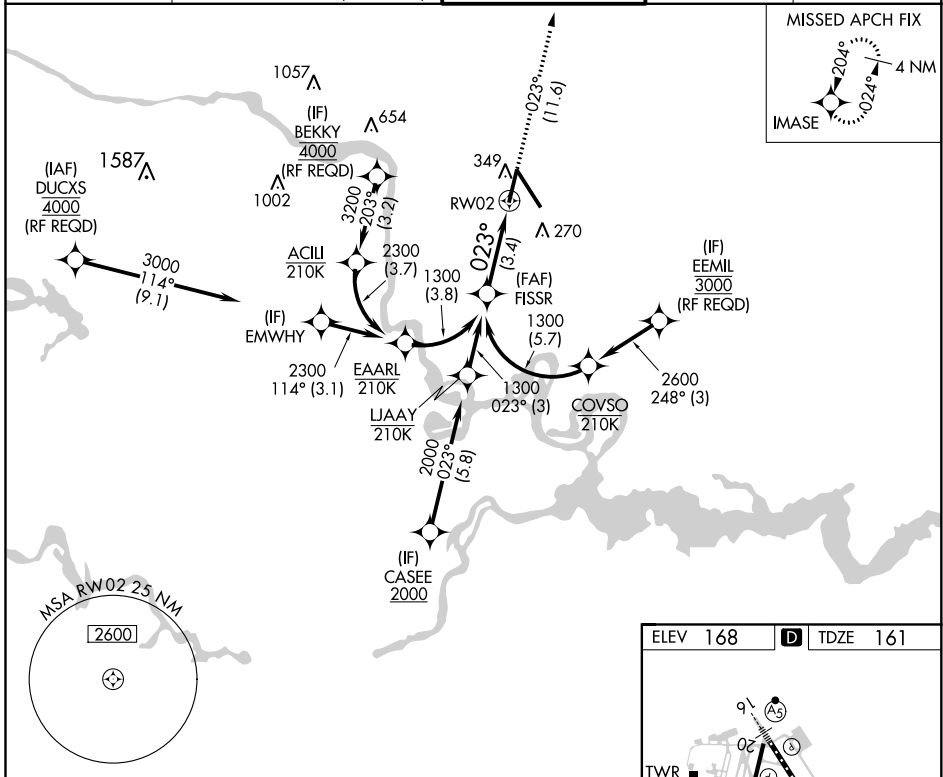 MISSED APCH FIX
204°
024°
4 NM
IMASE
023°
(11.6)
1057
(IF)
BEKKY
4000
(RF REQD)
654
349
1587
1002
(IAF)
DUCXS
4000
(RF REQD)
3000
114°
(9.1)
3200
203°
(3.2)
RW02
270
ACILI
210K
2300
(3.7)
1300
(3.8)
023°
(3.4)
(FAF)
FISSR
(IF)
EEMIL
3000
(RF REQD)
(IF)
EMWHY
2300
114° (3.1)
EAARL
210K
1300
(5.7)
2600
248° (3)
LJAAY
210K
1300
023° (3)
COVSO
210K
2000
023°
(5.8)
(IF)
CASEE
2000
MSA RW02 25 NM
2600
ELEV 168 D TDZE 161
16
A5
20
TWR